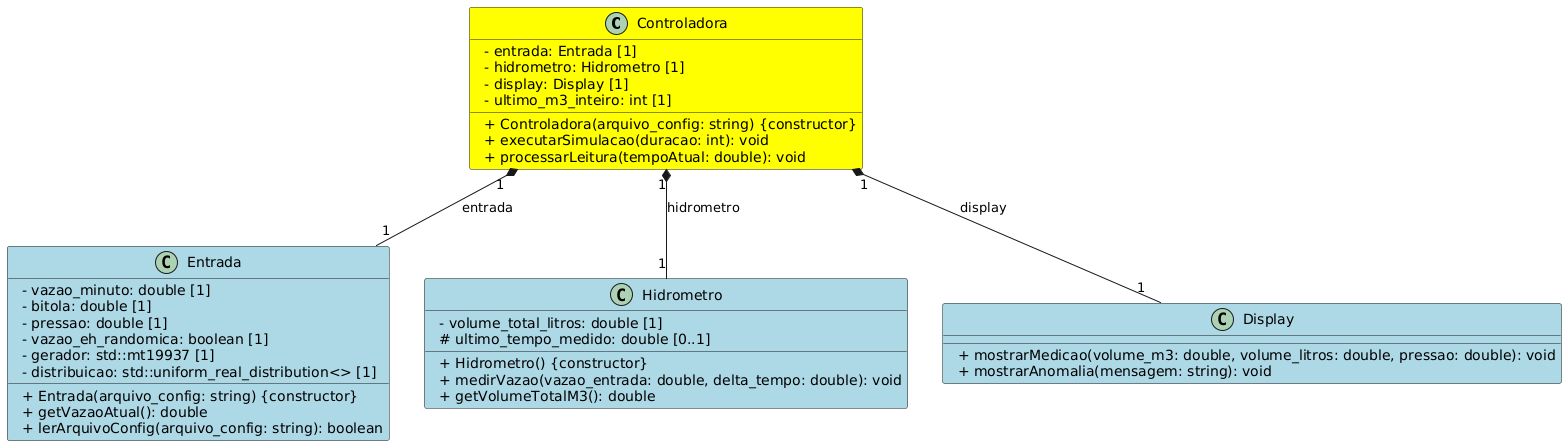 C Controladora
- entrada: Entrada [1]
- hidrometro: Hidrometro [1]
- display: Display [1]
- ultimo_m3_inteiro: int [1]
+ Controladora(arquivo_config: string) {constructor}
+ executarSimulacao(duracao: int): void
+ processarLeitura(tempoAtual: double): void
1 1 1
entrada hidrometro display
1 1 1
C Entrada
- vazao_minuto: double [1]
- bitola: double [1]
- pressao: double [1]
- vazao_eh_randomica: boolean [1]
- gerador: std::mt19937 [1]
- distribuicao: std::uniform_real_distribution<> [1]
+ Entrada(arquivo_config: string) {constructor}
+ getVazaoAtual(): double
+ lerArquivoConfig(arquivo_config: string): boolean
C Hidrometro
- volume_total_litros: double [1]
# ultimo_tempo_medido: double [0..1]
+ Hidrometro() {constructor}
+ medirVazao(vazao_entrada: double, delta_tempo: double): void
+ getVolumeTotalM3(): double
C Display
+ mostrarMedicao(volume_m3: double, volume_litros: double, pressao: double): void
+ mostrarAnomalia(mensagem: string): void